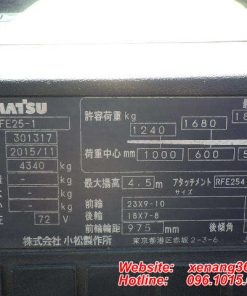 MATSU
FE25-1
許容荷重 kg
1240 1680 18
301317
2015/11
4340 kg
荷重中心 mm
1000 600 5
kg
kg
最大揚高 4.5 m アタッチメントサイズ RFE254
72 V
前輪 23X9-10
後輪 18X7-8
前輪輪距 975 mm 後傾角
株式会社 小松製作所 東京都港区赤坂2-3-6
Website: xenang36
Hotline: 096.1015.